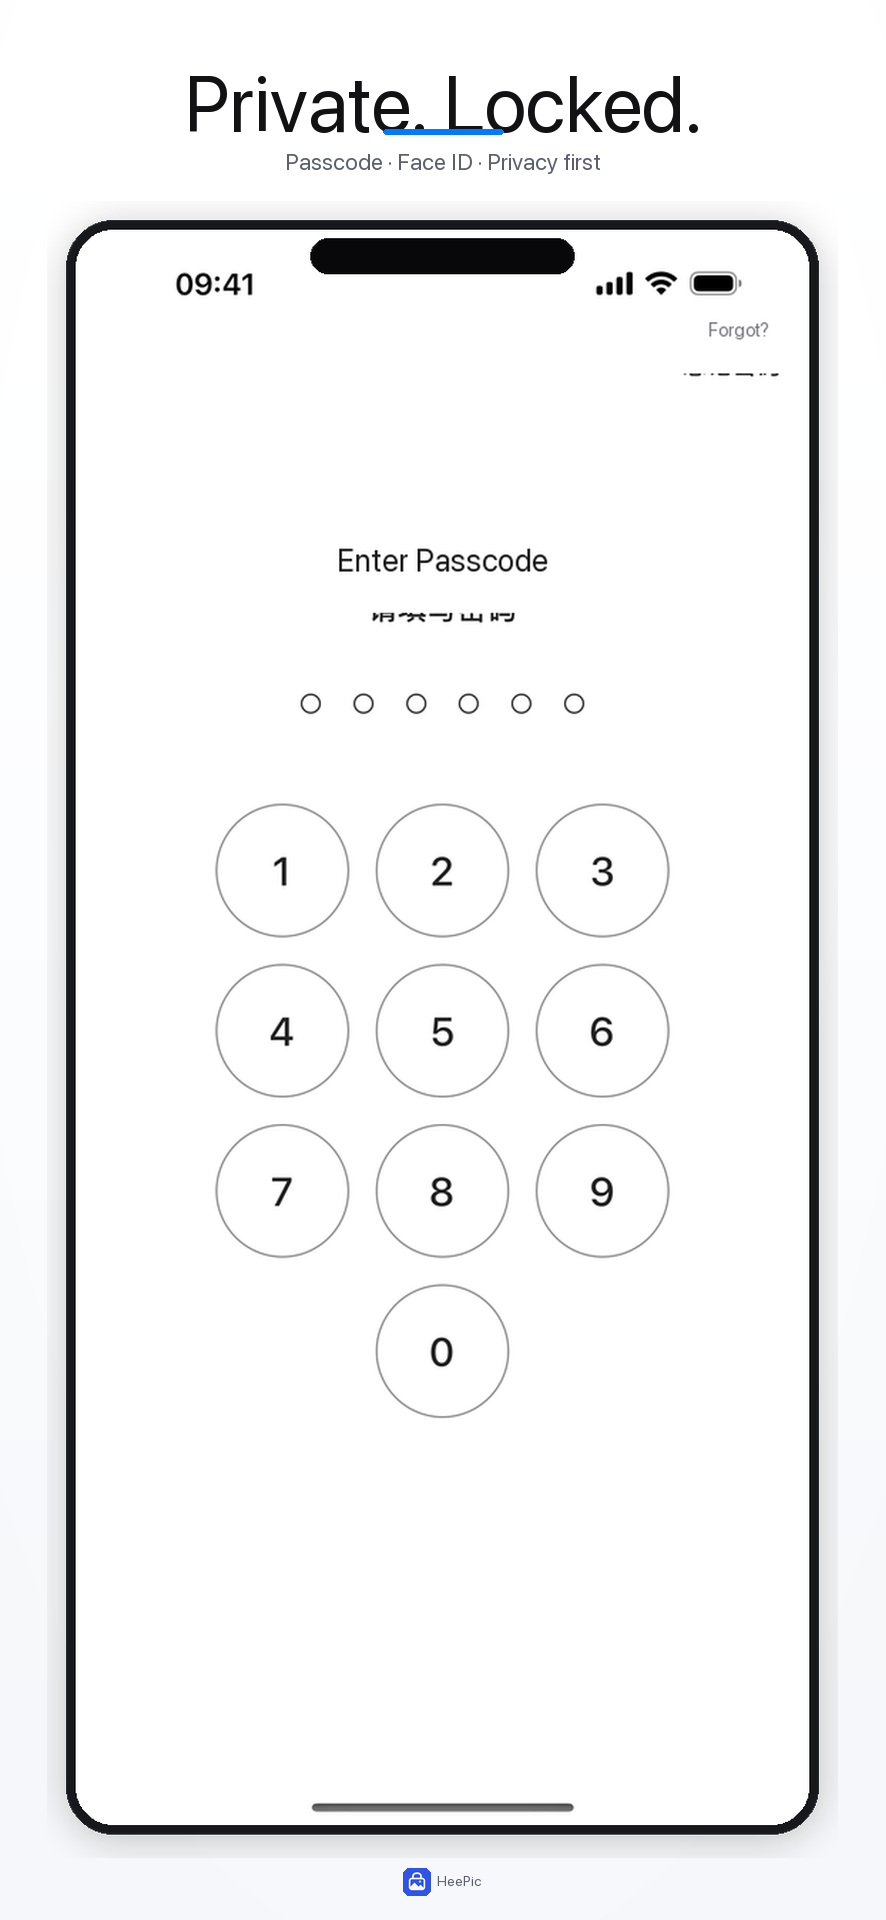 Private. Locked.
Passcode · Face ID · Privacy first
09:41
Forgot?
Enter Passcode
1 2 3
4 5 6
7 8 9
0
HeePic